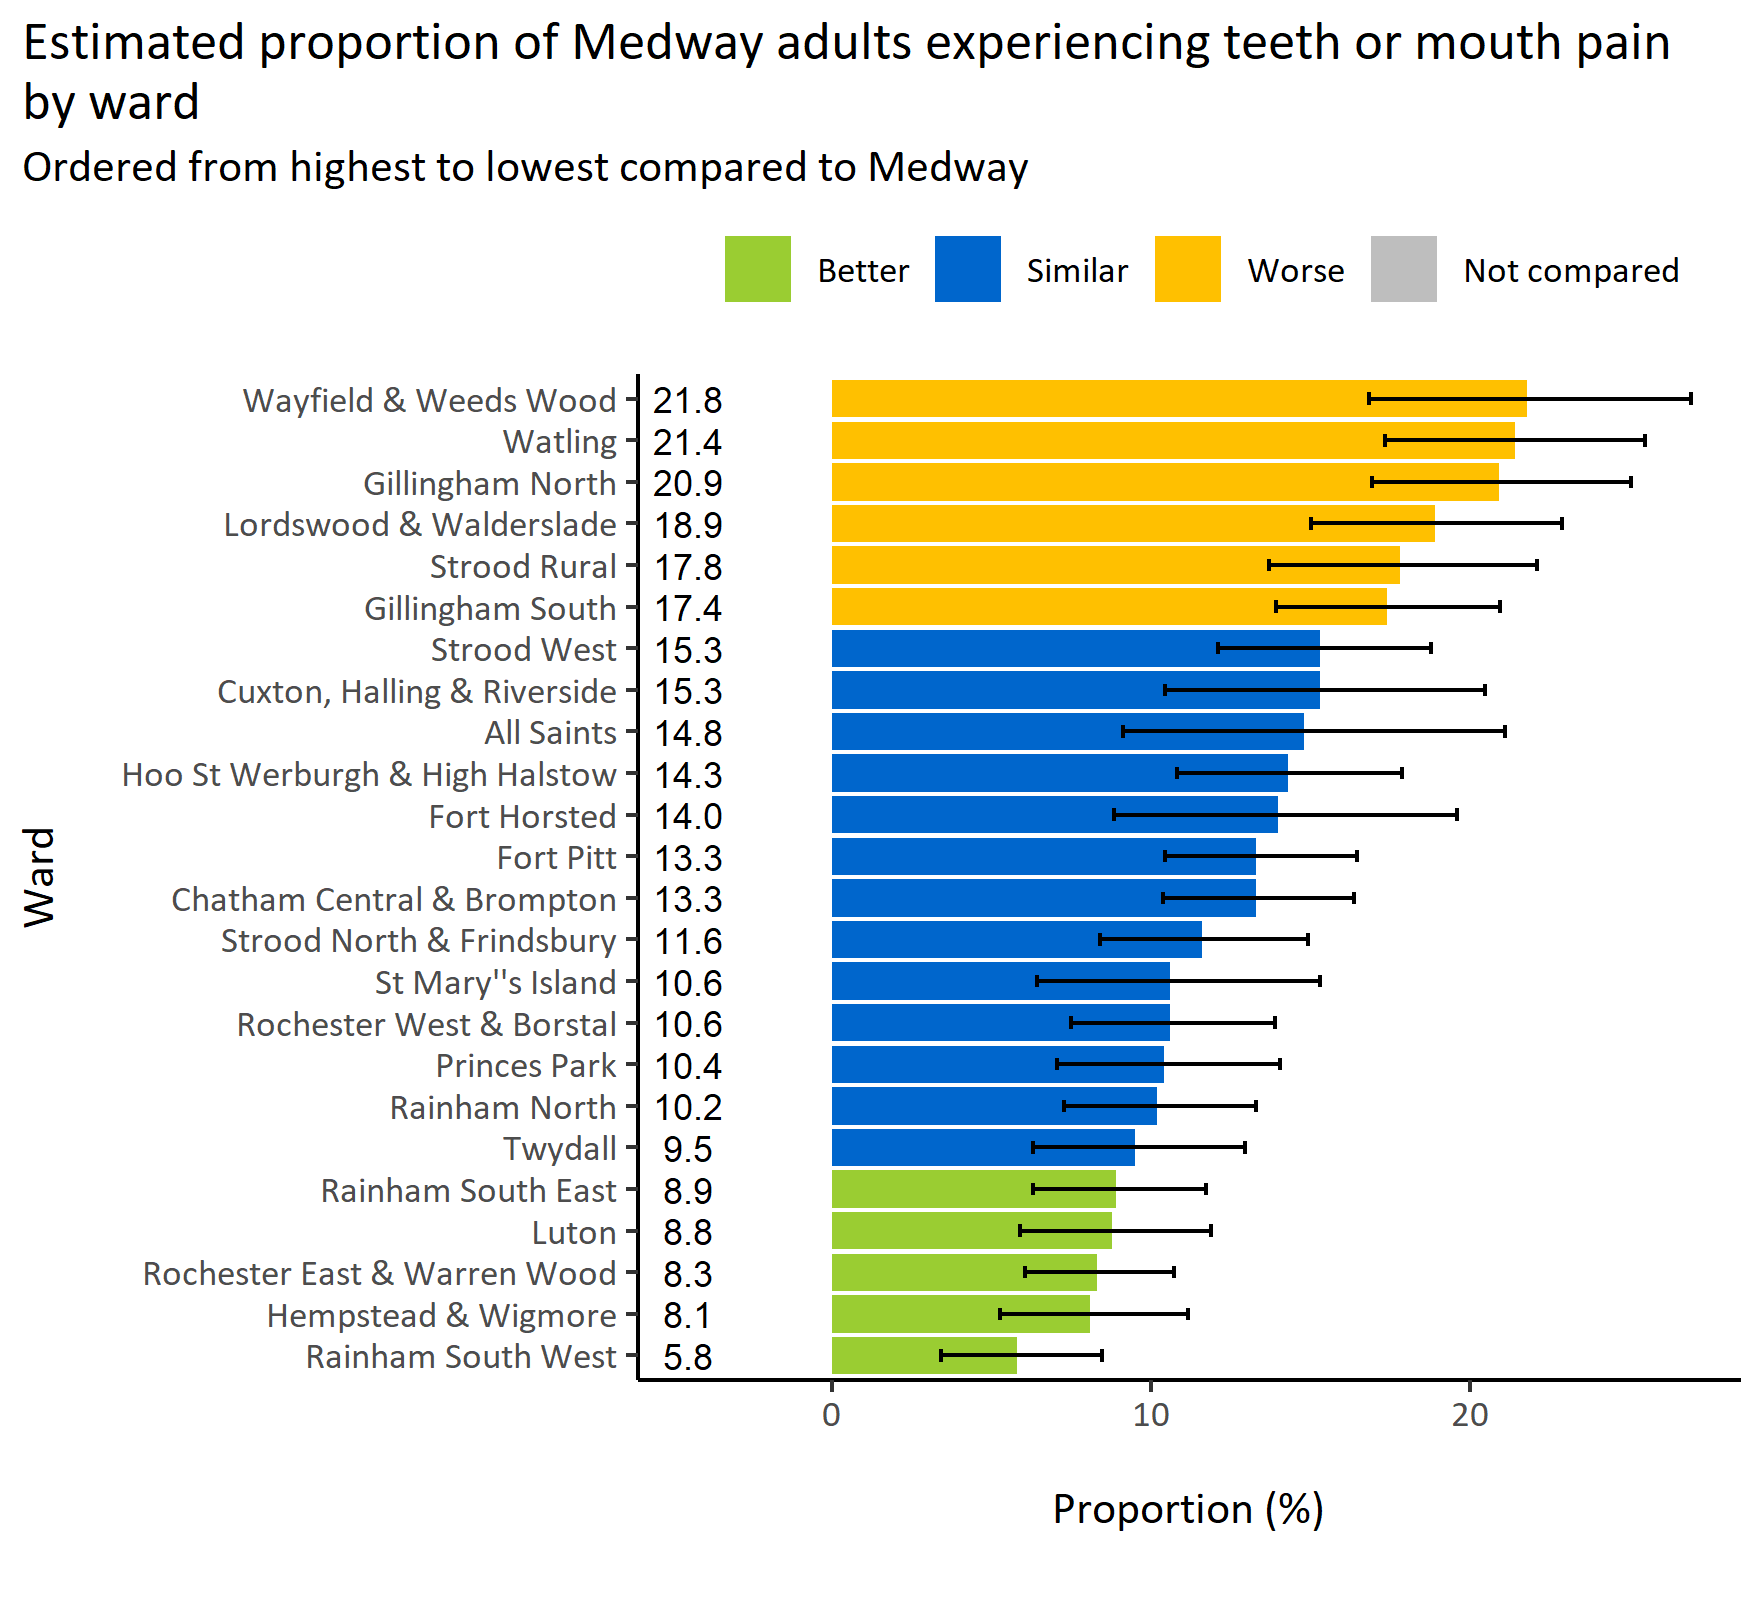 Estimated proportion of Medway adults experiencing teeth or mouth pain
by ward
Ordered from highest to lowest compared to Medway
Better Similar Worse Not compared
Wayfield & Weeds Wood 21.8
Watling 21.4
Gillingham North 20.9
Lordswood & Walderslade 18.9
Strood Rural 17.8
Gillingham South 17.4
Strood West 15.3
Cuxton, Halling & Riverside 15.3
All Saints 14.8
Hoo St Werburgh & High Halstow 14.3
Fort Horsted 14.0
Fort Pitt 13.3
Chatham Central & Brompton 13.3
Strood North & Frindsbury 11.6
St Mary''s Island 10.6
Rochester West & Borstal 10.6
Princes Park 10.4
Rainham North 10.2
Twydall 9.5
Rainham South East 8.9
Luton 8.8
Rochester East & Warren Wood 8.3
Hempstead & Wigmore 8.1
Rainham South West 5.8
Ward
0 10 20
Proportion (%)